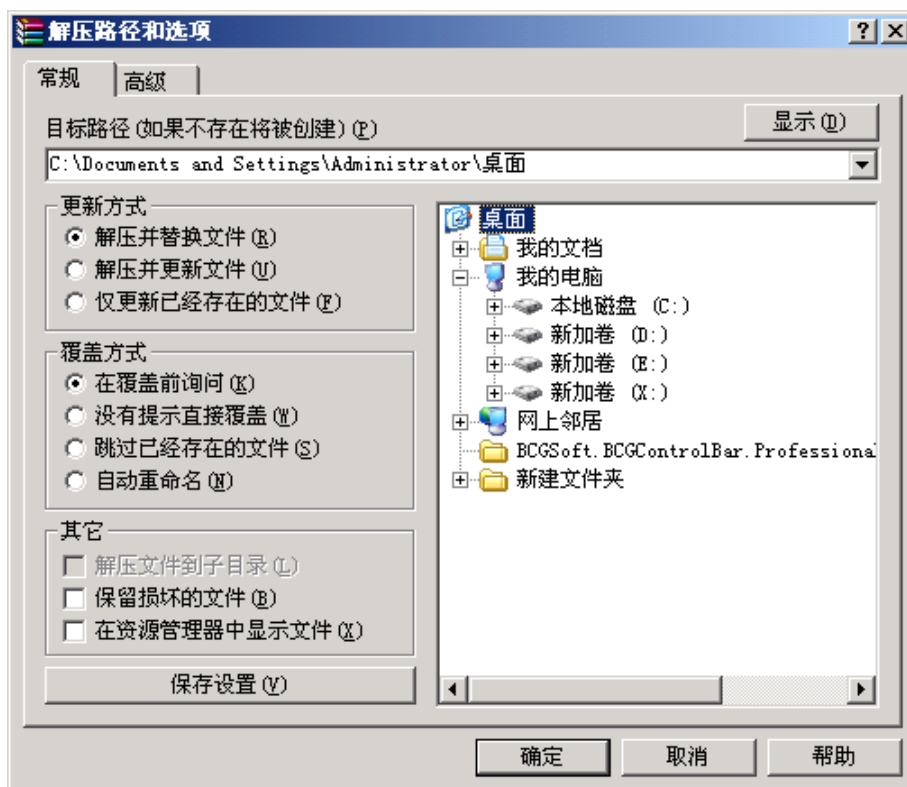 解压路径和选项
常规 高级
目标路径(如果不存在将被创建)(P)
显示(D)
C:\Documents and Settings\Administrator\桌面
更新方式
解压并替换文件(R)
解压并更新文件(U)
仅更新已经存在的文件(F)
覆盖方式
在覆盖前询问(K)
没有提示直接覆盖(W)
跳过已经存在的文件(S)
自动重命名(N)
其它
解压文件到子目录(L)
保留损坏的文件(B)
在资源管理器中显示文件(X)
保存设置(V)
桌面
我的文档
我的电脑
本地磁盘 (C:)
新加卷 (D:)
新加卷 (E:)
新加卷 (X:)
网上邻居
BCGSoft.BCGControlBar.Professiona
新建文件夹
确定 取消 帮助